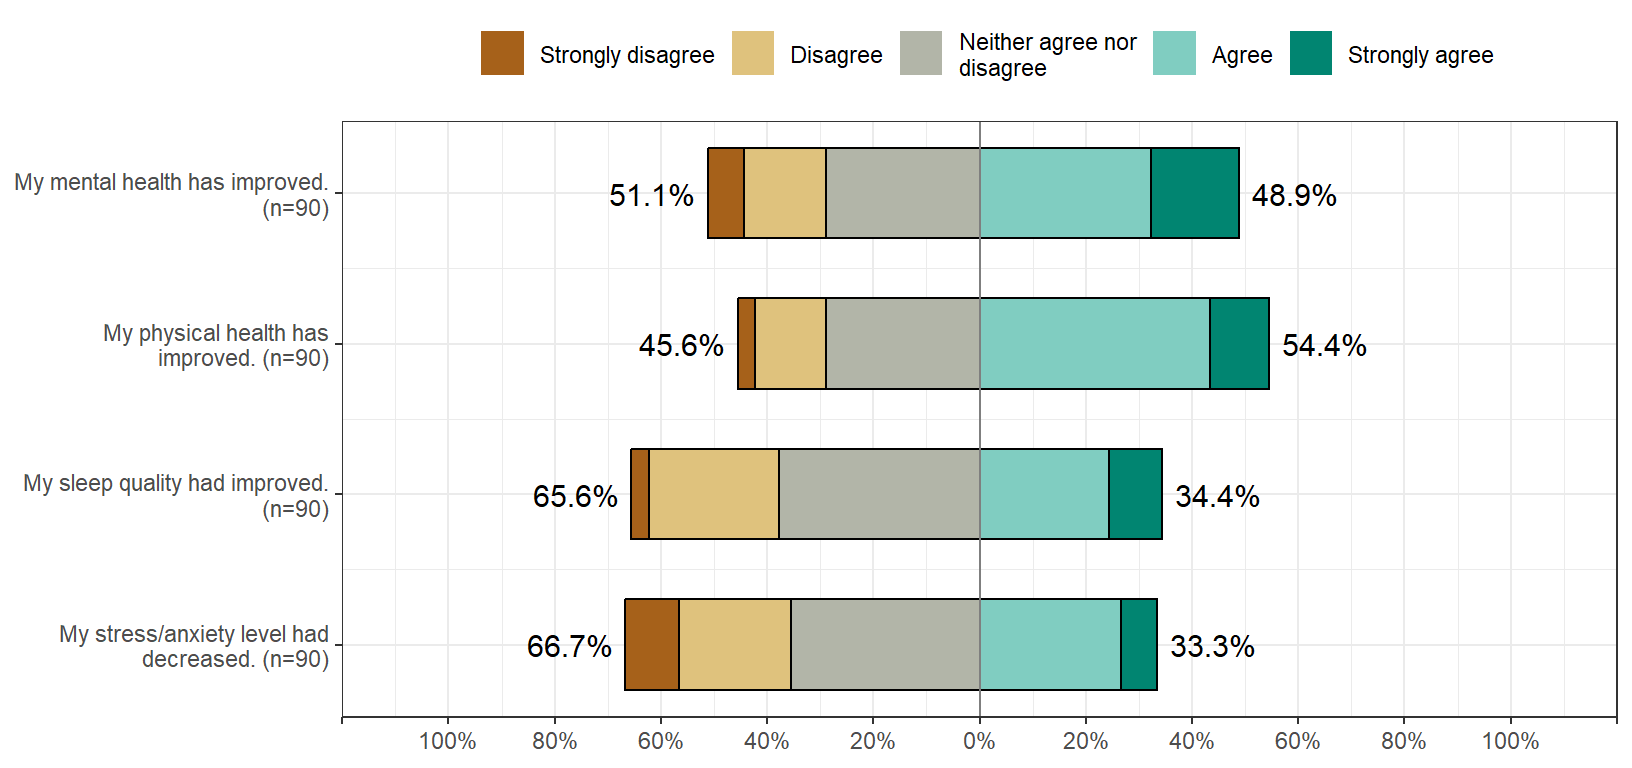 Strongly disagree
Disagree
Neither agree nor
disagree
Agree
Strongly agree
My mental health has improved.
(n=90)
51.1%
48.9%
My physical health has
improved. (n=90)
45.6%
54.4%
My sleep quality had improved.
(n=90)
65.6%
34.4%
My stress/anxiety level had
decreased. (n=90)
66.7%
33.3%
100%
80%
60%
40%
20%
0%
20%
40%
60%
80%
100%